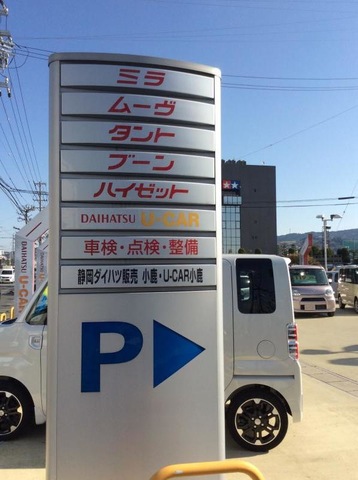 ミラ
ムーヴ
タント
ブーン
ハイゼット
DAIHATSU U-CAR
車検・点検・整備
静岡ダイハツ販売 小鹿・U-CAR小鹿
P
DAIHATSU